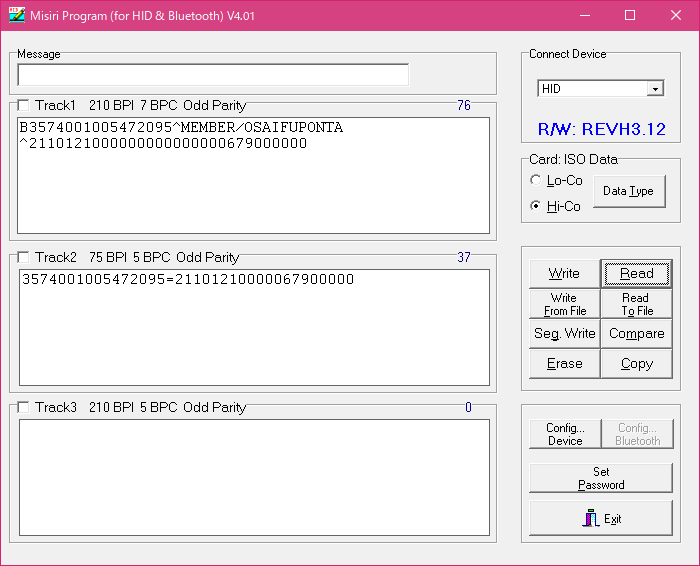 Misiri Program (for HID & Bluetooth) V4.01
Message
Track1 210 BPI 7 BPC Odd Parity 76
B3574001005472095^MEMBER/OSAIFUPONTA
^21101210000000000000000679000000
Track2 75 BPI 5 BPC Odd Parity 37
3574001005472095=21101210000067900000
Track3 210 BPI 5 BPC Odd Parity 0
Connect Device
HID
R/W: REVH3.12
Card: ISO Data
Lo-Co
Hi-Co
Data Type
Write
Read
Write
From File
Read
To File
Seg. Write
Compare
Erase
Copy
Config...
Device
Config...
Bluetooth
Set
Password
Exit